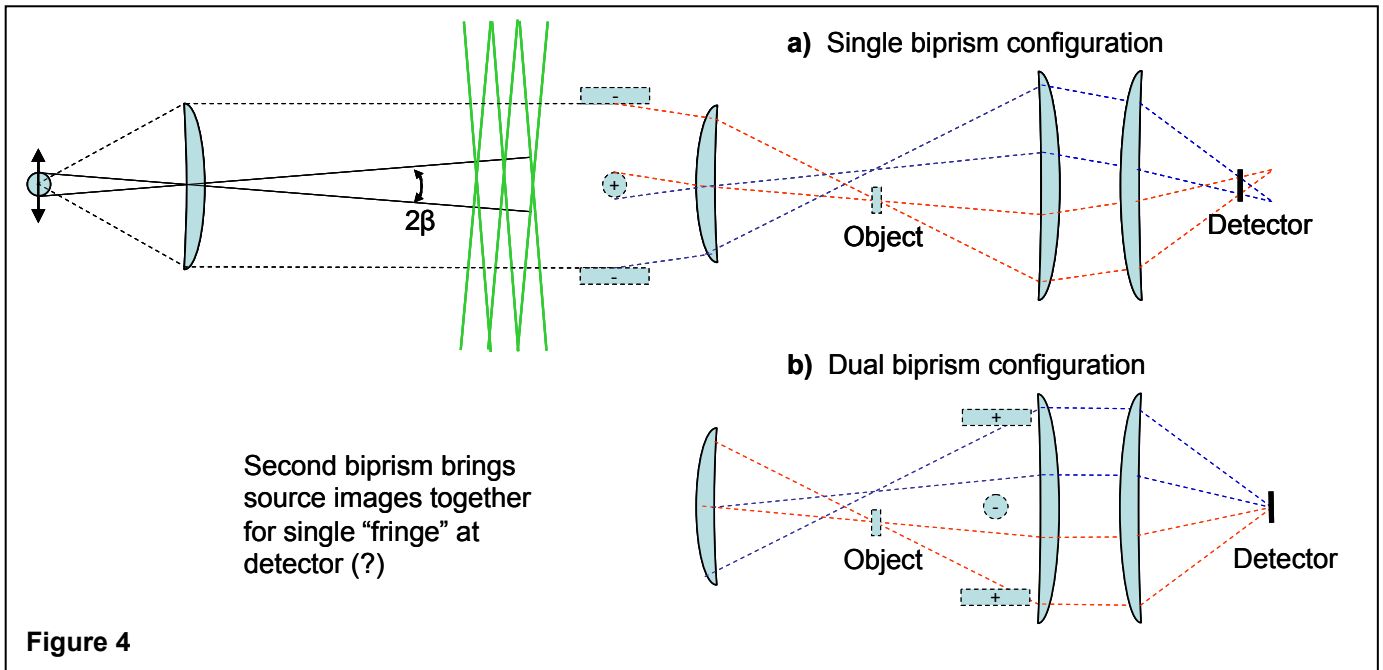 a) Single biprism configuration
-
+
-
2β
Object
Detector
b) Dual biprism configuration
+
-
+
Object
Detector
Second biprism brings
source images together
for single “fringe” at
detector (?)
Figure 4